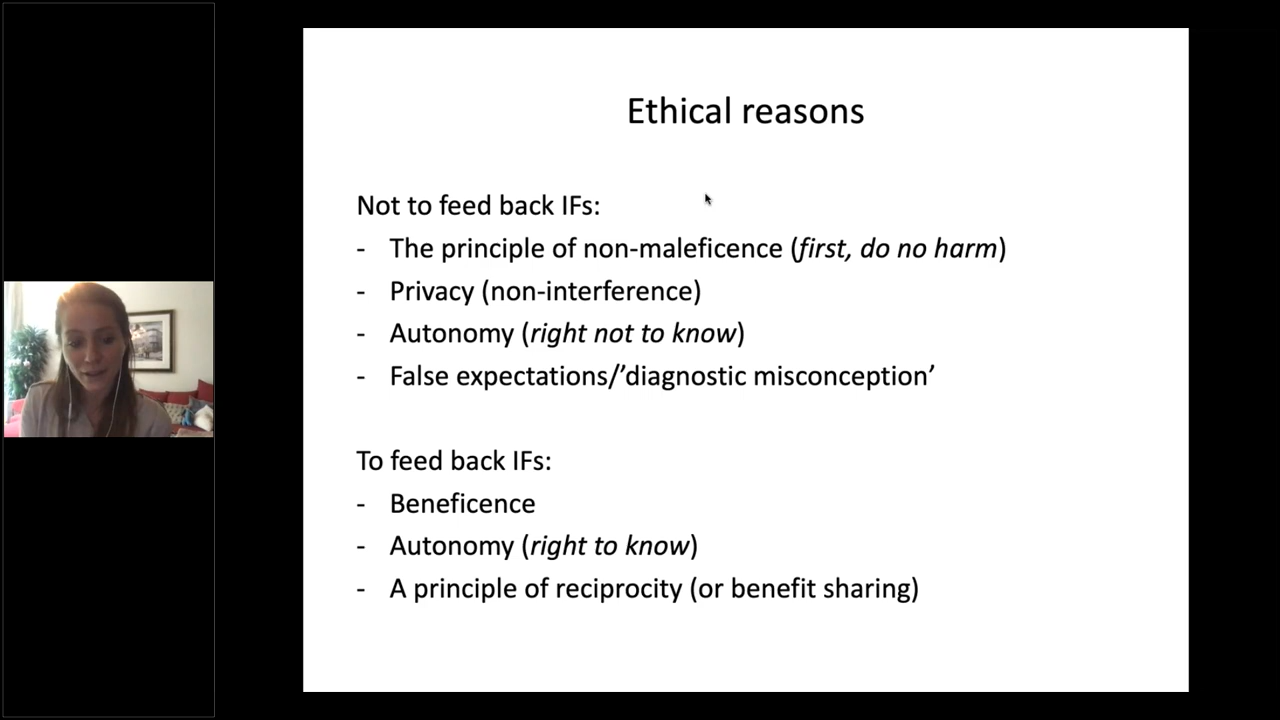 Ethical reasons
Not to feed back IFs:
- The principle of non-maleficence (first, do no harm)
- Privacy (non-interference)
- Autonomy (right not to know)
- False expectations/’diagnostic misconception’
To feed back IFs:
- Beneficence
- Autonomy (right to know)
- A principle of reciprocity (or benefit sharing)